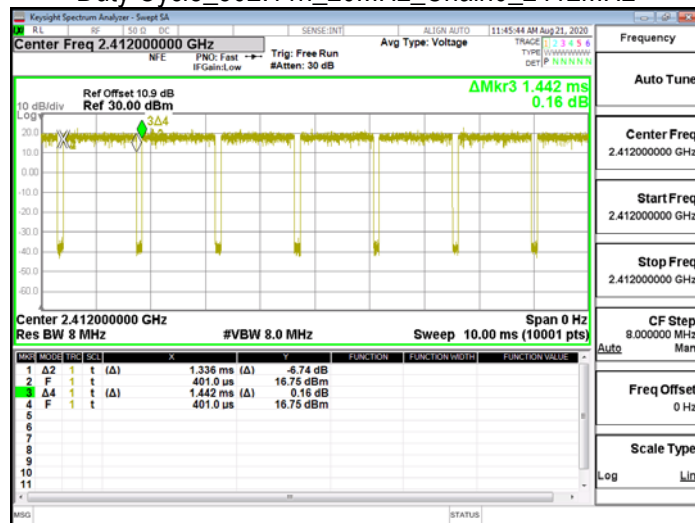 Keysight Spectrum Analyzer - Swept SA
RL RF 50 Ω DC SENSE:INT ALIGN AUTO 11:45:44 AM Aug 21, 2020
Center Freq 2.412000000 GHz
NFE PNO: Fast IFGain:Low
Trig: Free Run
#Atten: 30 dB
Avg Type: Voltage
TRACE 1 2 3 4 5 6
TYPE WWWWWW
DET P N N N N N
ΔMkr3 1.442 ms
0.16 dB
Ref Offset 10.9 dB
10 dB/div Ref 30.00 dBm
Log
3Δ4
20.0
10.0
0.00
-10.0
-20.0
-30.0
-40.0
-50.0
-60.0
Center 2.412000000 GHz Span 0 Hz
Res BW 8 MHz #VBW 8.0 MHz Sweep 10.00 ms (10001 pts)
MKR MODE TRC SCL X Y FUNCTION FUNCTION WIDTH FUNCTION VALUE
1 Δ2 1 t (Δ) 1.336 ms (Δ) -6.74 dB
2 F 1 t 401.0 µs 16.75 dBm
3 Δ4 1 t (Δ) 1.442 ms (Δ) 0.16 dB
4 F 1 t 401.0 µs 16.75 dBm
5
6
7
8
9
10
11
MSG STATUS
Frequency
Auto Tune
Center Freq
2.412000000 GHz
Start Freq
2.412000000 GHz
Stop Freq
2.412000000 GHz
CF Step
8.000000 MHz
Auto Man
Freq Offset
0 Hz
Scale Type
Log Lin